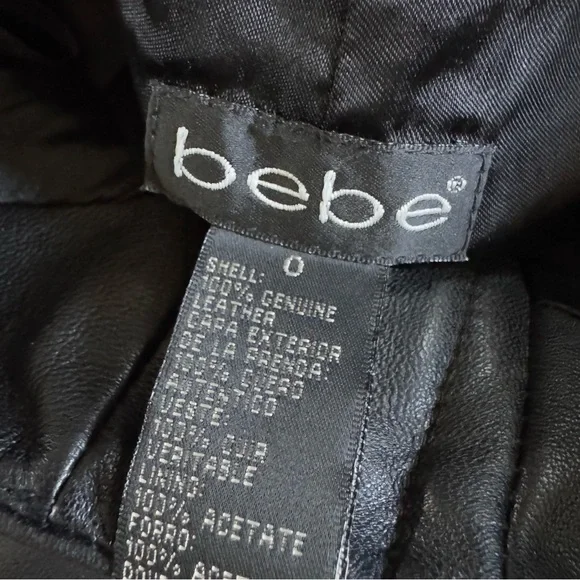 bebe®
0
SHELL:
100% GENUINE
LEATHER
CAPA EXTERIOR
DE LA PRENDA:
100% CUERO
AUTENTICO
VESTE:
100% CUIR
VERITABLE
LINING:
100% ACETATE
FORRO:
100%